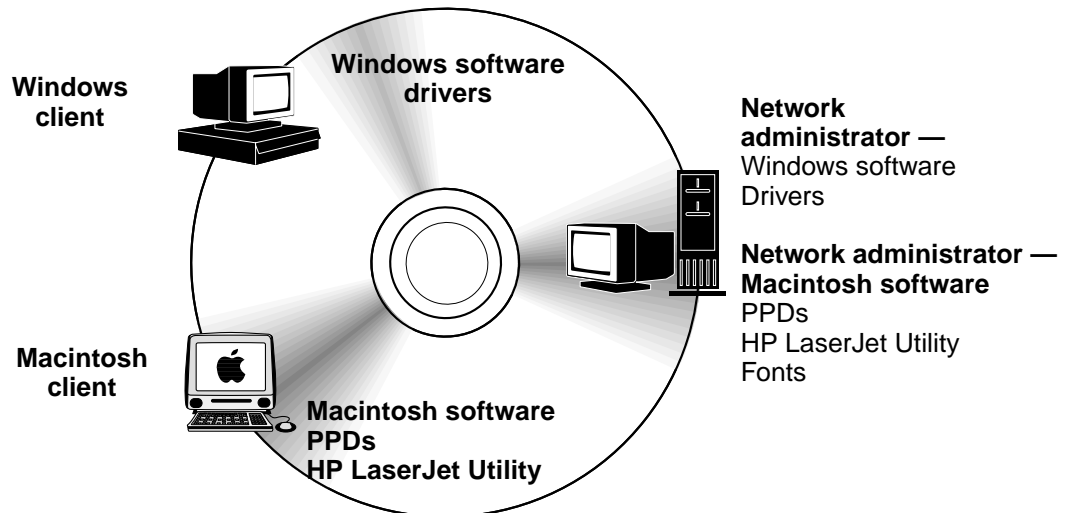 Windows
client
Windows software
drivers
Network
administrator —
Windows software
Drivers
Network administrator —
Macintosh software
PPDs
HP LaserJet Utility
Fonts
Macintosh
client
Macintosh software
PPDs
HP LaserJet Utility